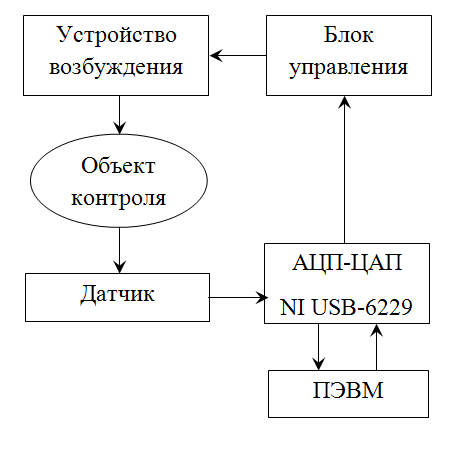 Устройство
возбуждения
Блок
управления
Объект
контроля
Датчик
АЦП-ЦАП
NI USB-6229
ПЭВМ